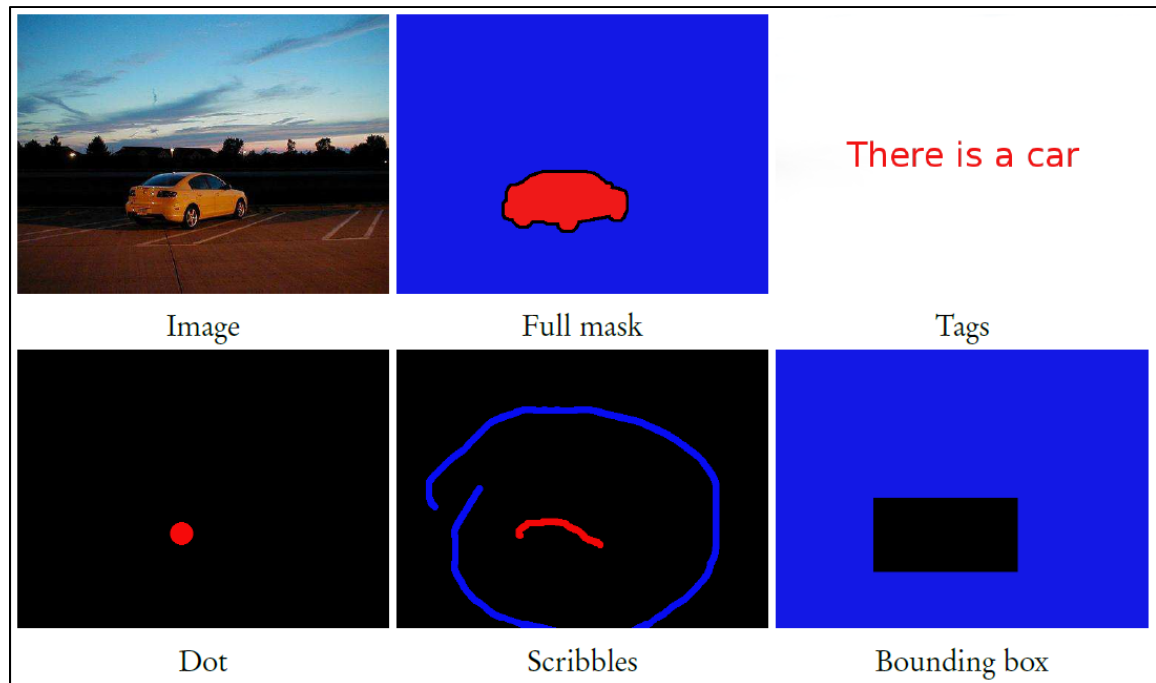 There is a car
Image
Full mask
Tags
Dot
Scribbles
Bounding box